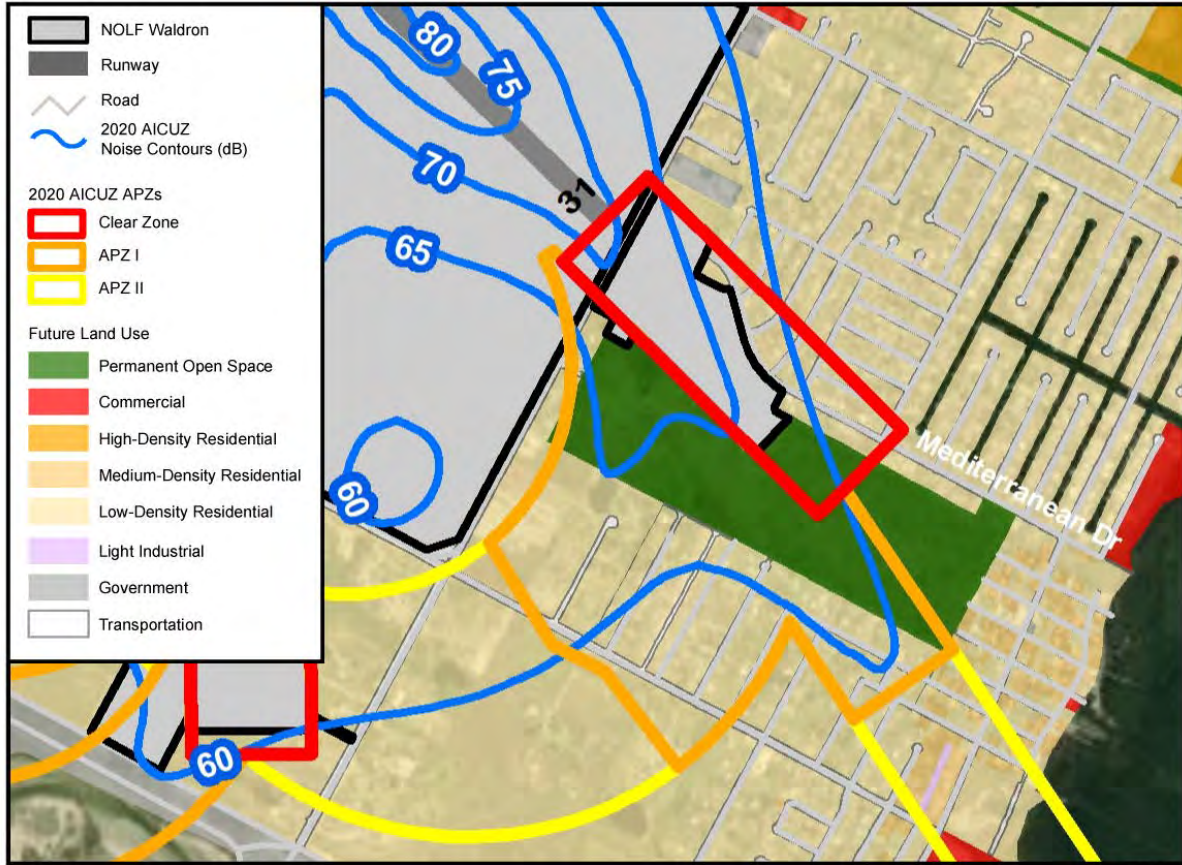 NOLF Waldron
Runway
Road
2020 AICUZ
Noise Contours (dB)
2020 AICUZ APZs
Clear Zone
APZ I
APZ II
Future Land Use
Permanent Open Space
Commercial
High-Density Residential
Medium-Density Residential
Low-Density Residential
Light Industrial
Government
Transportation
80
75
70
31
65
60
Mediterranean Dr
60